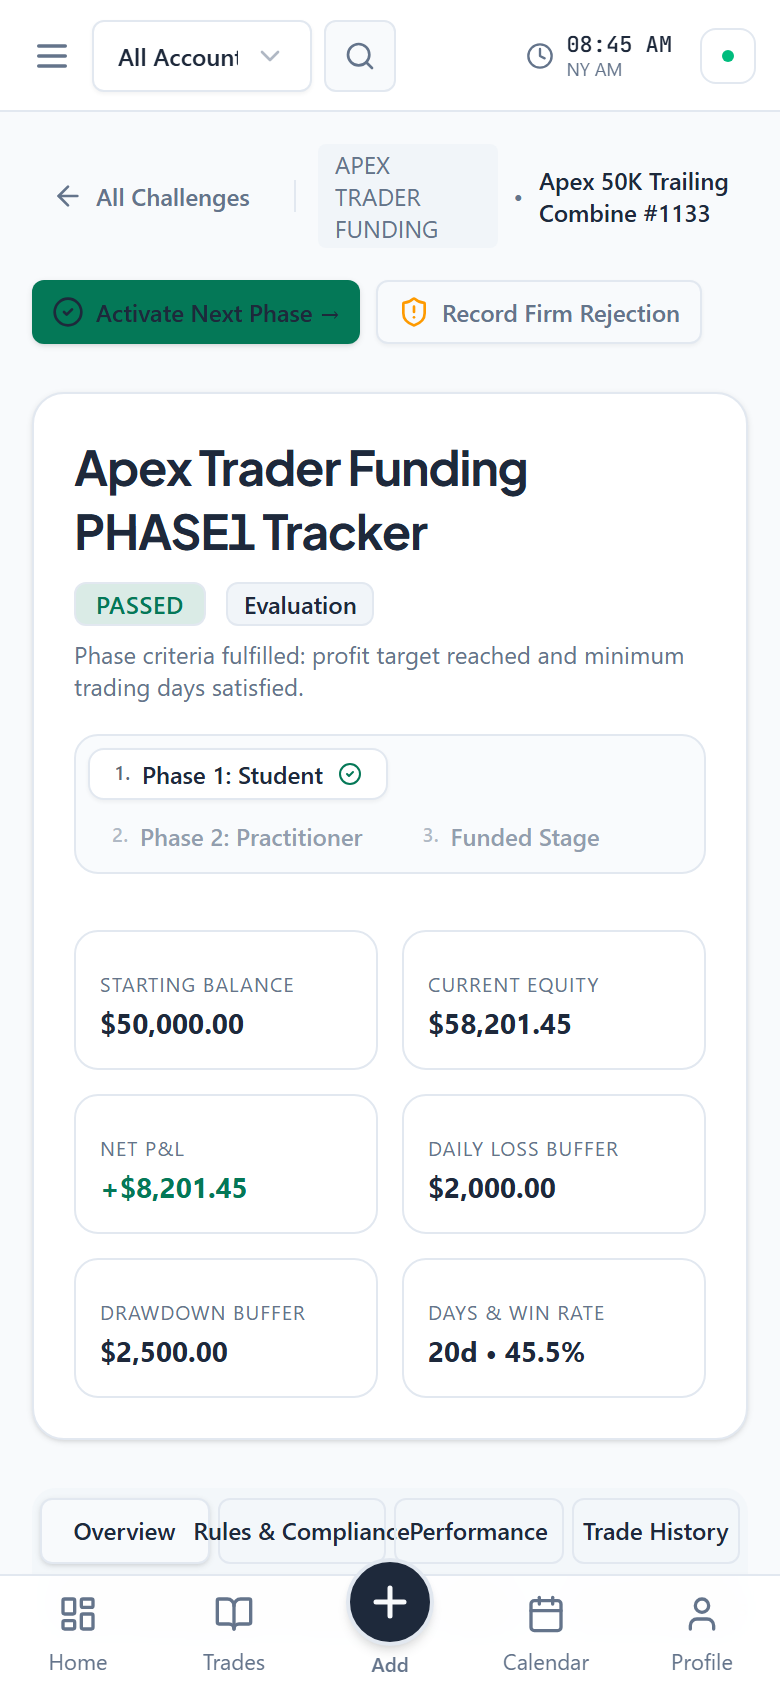 All Account
08:45 AM
NY AM
All Challenges
APEX
TRADER
FUNDING
• Apex 50K Trailing
Combine #1133
Activate Next Phase →
Record Firm Rejection
Apex Trader Funding
PHASE1 Tracker
PASSED
Evaluation
Phase criteria fulfilled: profit target reached and minimum
trading days satisfied.
1. Phase 1: Student
2. Phase 2: Practitioner
3. Funded Stage
STARTING BALANCE
$50,000.00
CURRENT EQUITY
$58,201.45
NET P&L
+$8,201.45
DAILY LOSS BUFFER
$2,000.00
DRAWDOWN BUFFER
$2,500.00
DAYS & WIN RATE
20d • 45.5%
Overview
Rules & Compliance
Performance
Trade History
Home
Trades
Add
Calendar
Profile